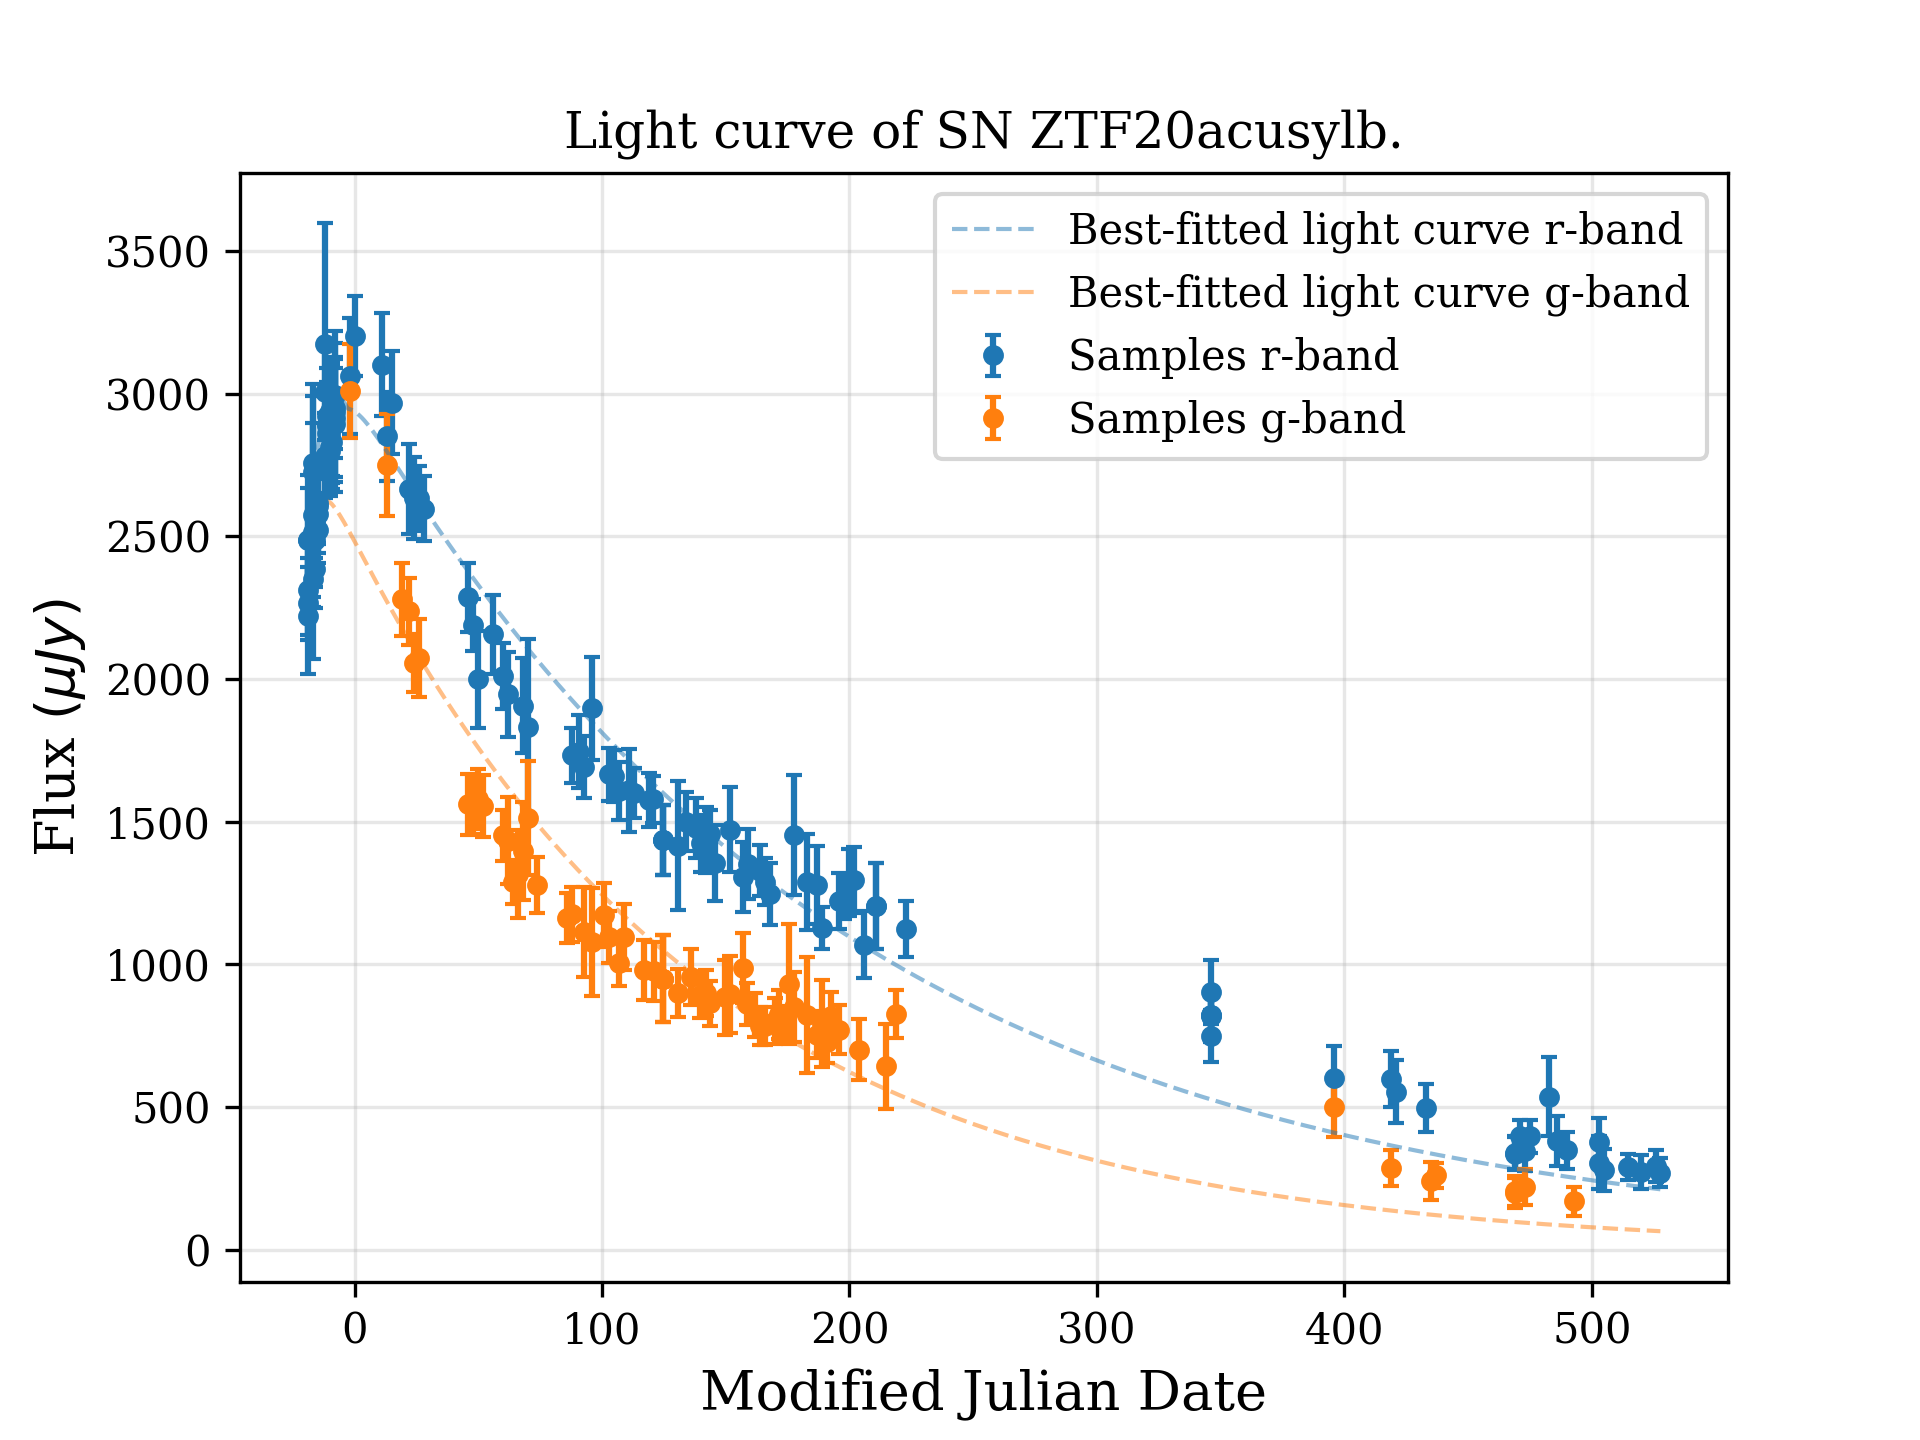 Light curve of SN ZTF20acusylb.
Best-fitted light curve r-band
Best-fitted light curve g-band
Samples r-band
Samples g-band
Flux (μJy)
3500
3000
2500
2000
1500
1000
500
0
0 100 200 300 400 500
Modified Julian Date